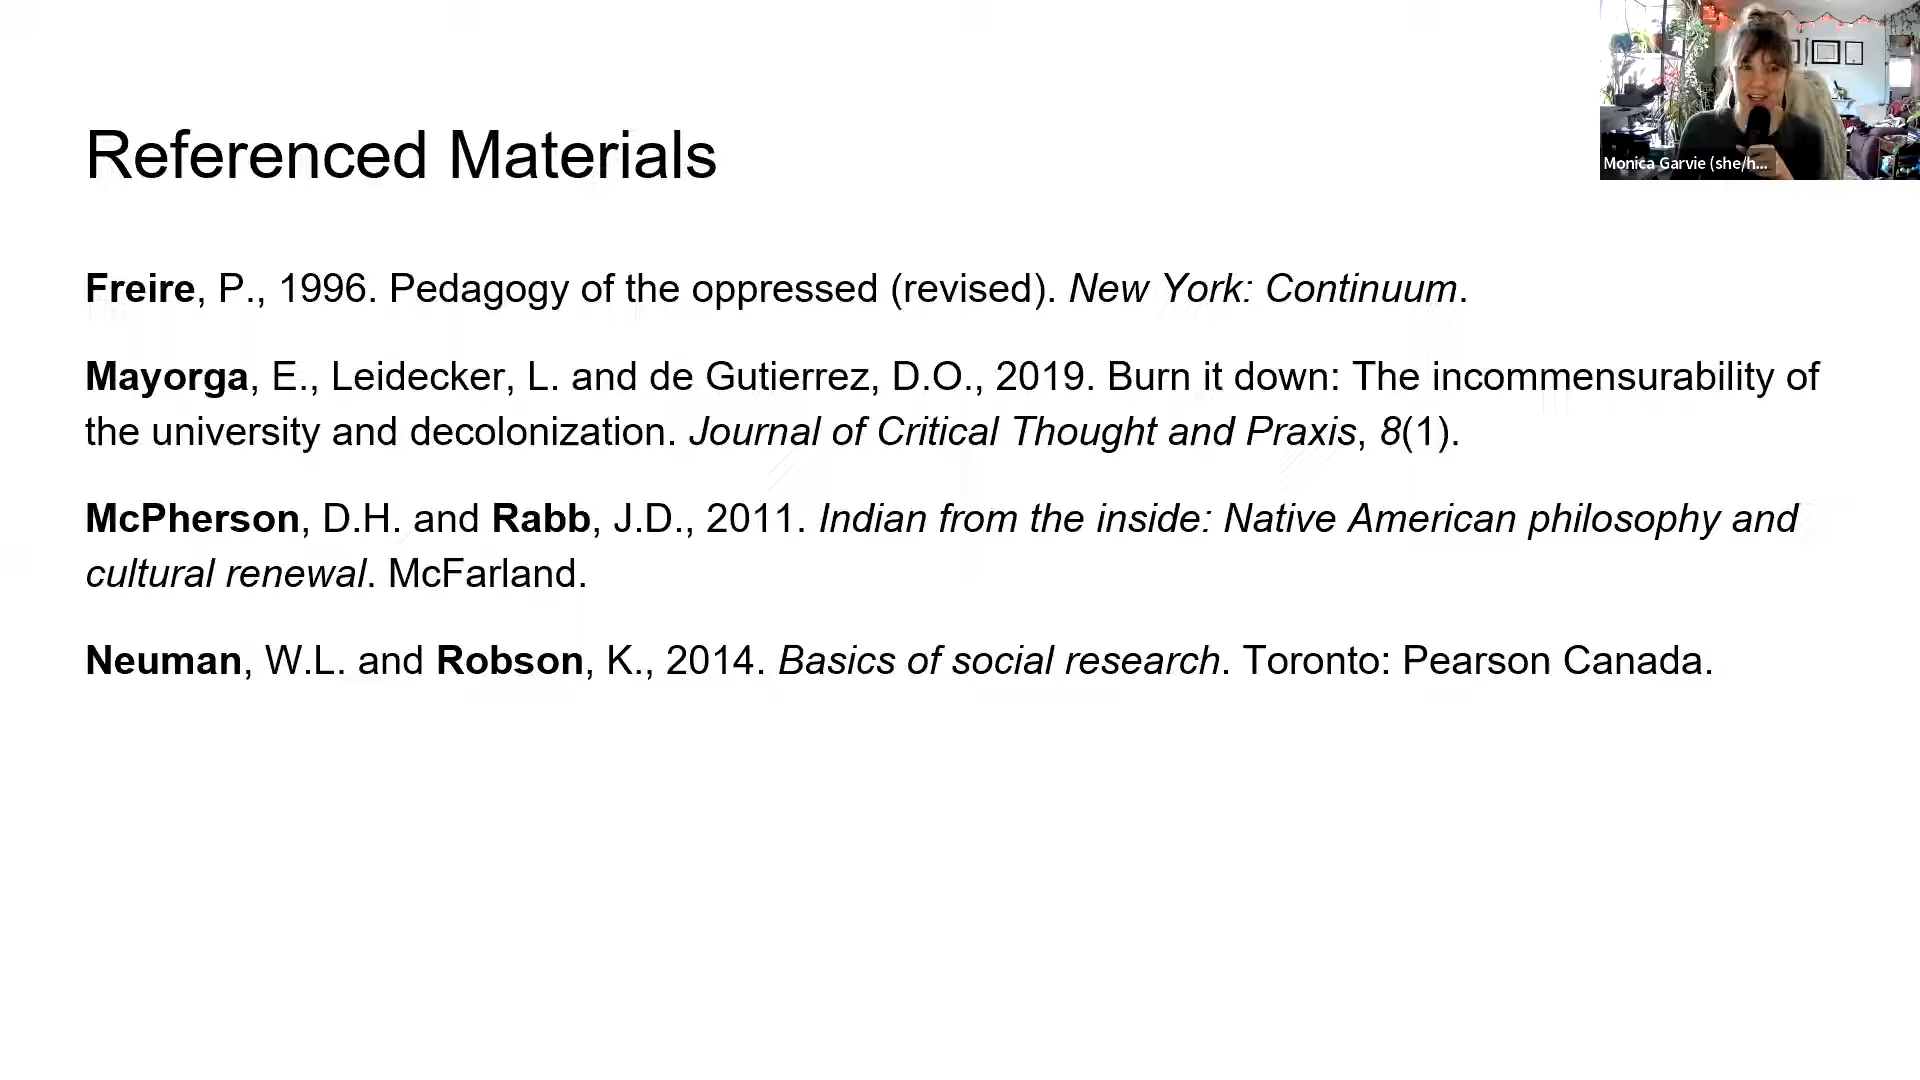 Monica Garvie (she/h...
Referenced Materials
Freire, P., 1996. Pedagogy of the oppressed (revised). New York: Continuum.
Mayorga, E., Leidecker, L. and de Gutierrez, D.O., 2019. Burn it down: The incommensurability of
the university and decolonization. Journal of Critical Thought and Praxis, 8(1).
McPherson, D.H. and Rabb, J.D., 2011. Indian from the inside: Native American philosophy and
cultural renewal. McFarland.
Neuman, W.L. and Robson, K., 2014. Basics of social research. Toronto: Pearson Canada.